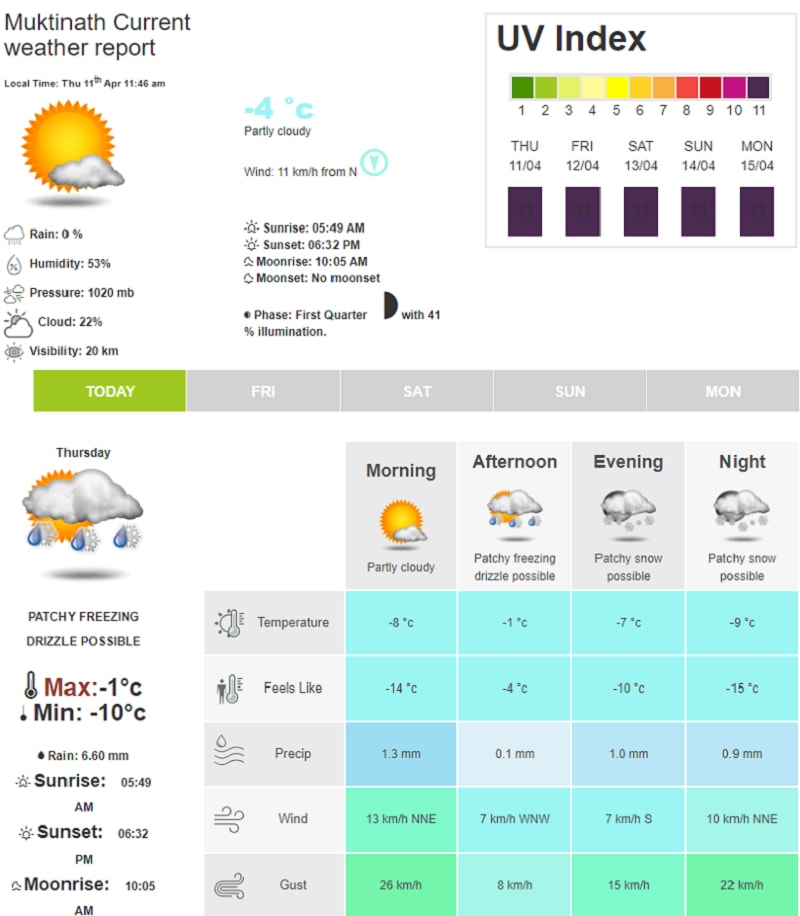 Muktinath Current
weather report
Local Time: Thu 11th Apr 11:46 am
-4 °c
Partly cloudy
Wind: 11 km/h from N
Rain: 0 %
Humidity: 53%
Pressure: 1020 mb
Cloud: 22%
Visibility: 20 km
Sunrise: 05:49 AM
Sunset: 06:32 PM
Moonrise: 10:05 AM
Moonset: No moonset
Phase: First Quarter with 41
% illumination.
UV Index
1 2 3 4 5 6 7 8 9 10 11
THU FRI SAT SUN MON
11/04 12/04 13/04 14/04 15/04
11 11 11 11 11
TODAY FRI SAT SUN MON
Thursday
PATCHY FREEZING
DRIZZLE POSSIBLE
Max:-1°c
Min: -10°c
Rain: 6.60 mm
Sunrise: 05:49
AM
Sunset: 06:32
PM
Moonrise: 10:05
AM
Morning Afternoon Evening Night
Partly cloudy
Patchy freezing
drizzle possible
Patchy snow
possible
Patchy snow
possible
Temperature -8 °c -1 °c -7 °c -9 °c
Feels Like -14 °c -4 °c -10 °c -15 °c
Precip 1.3 mm 0.1 mm 1.0 mm 0.9 mm
Wind 13 km/h NNE 7 km/h WNW 7 km/h S 10 km/h NNE
Gust 26 km/h 8 km/h 15 km/h 22 km/h